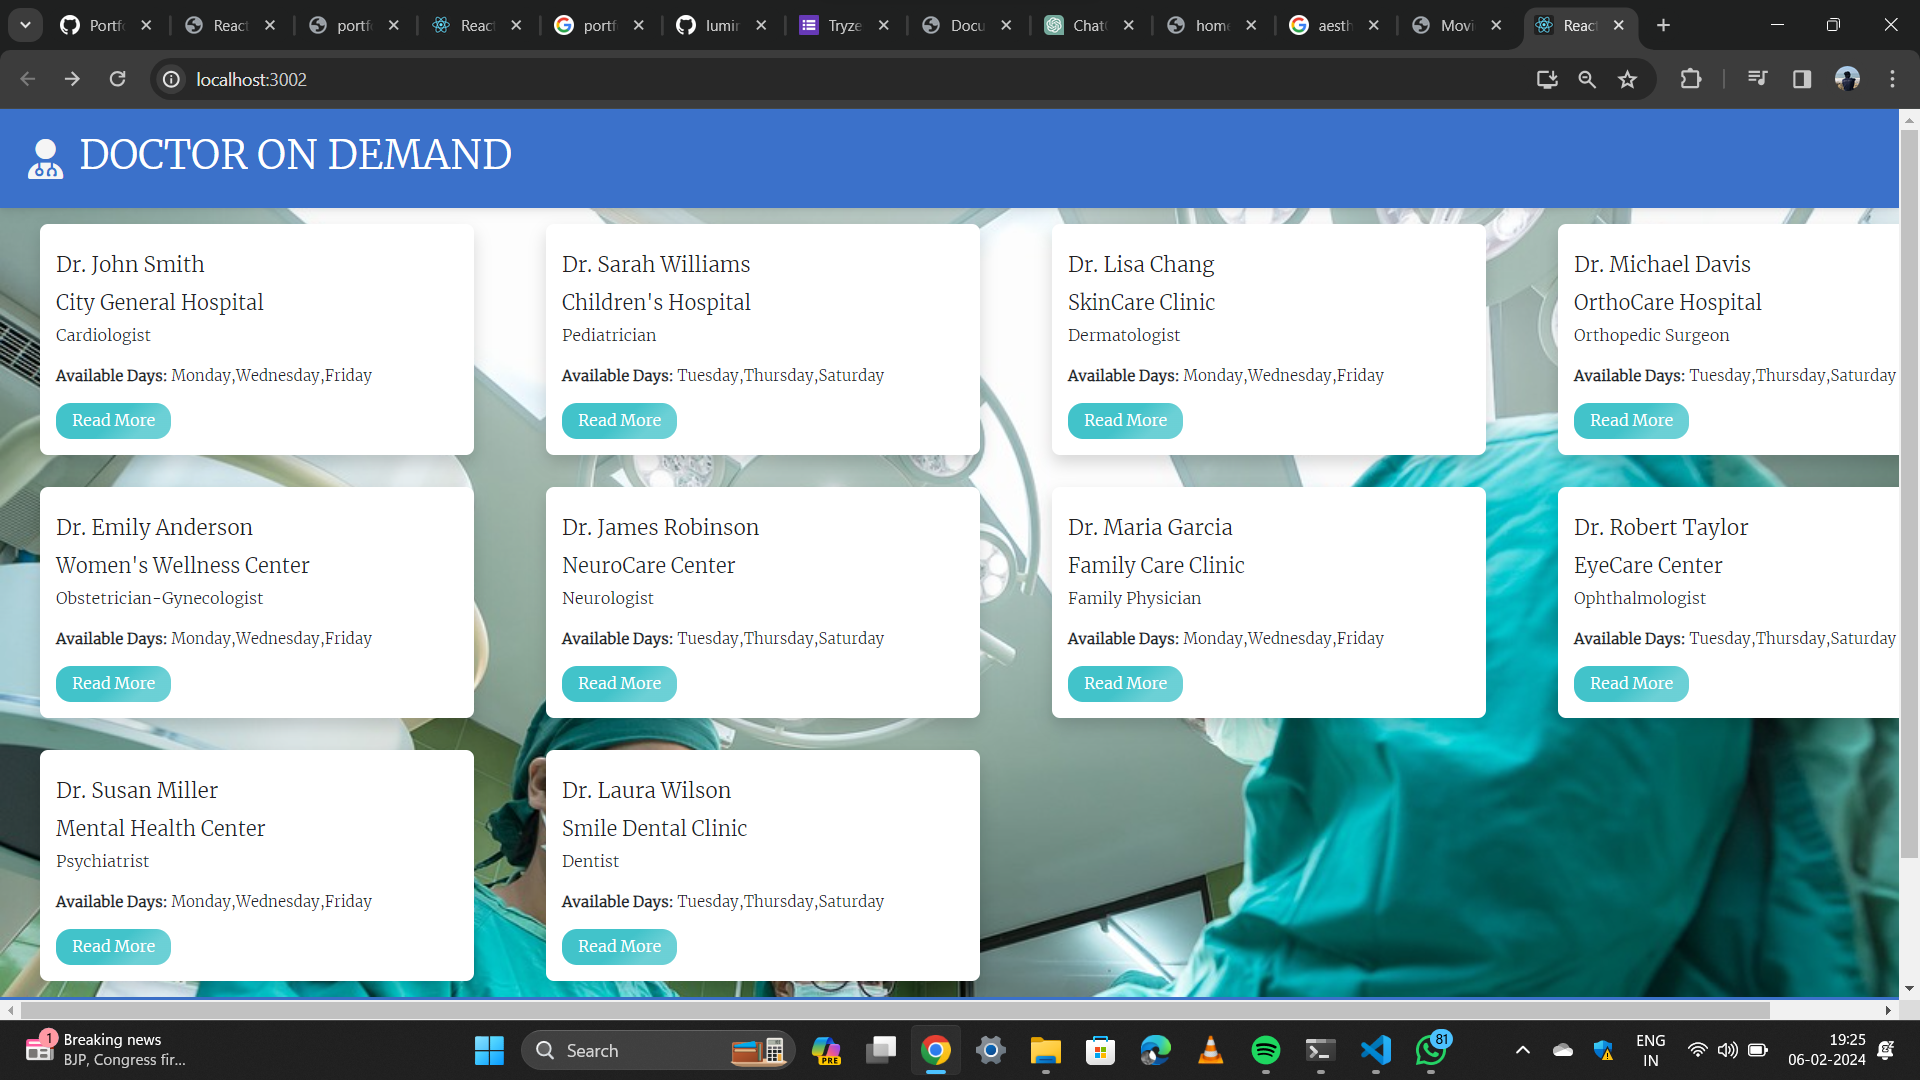 Portf
React
portf
React
portf
lumin
Tryze
Docu
Chat
home
aesth
Movi
React
localhost:3002
DOCTOR ON DEMAND
Dr. John Smith
City General Hospital
Cardiologist
Available Days: Monday,Wednesday,Friday
Read More
Dr. Sarah Williams
Children's Hospital
Pediatrician
Available Days: Tuesday,Thursday,Saturday
Read More
Dr. Lisa Chang
SkinCare Clinic
Dermatologist
Available Days: Monday,Wednesday,Friday
Read More
Dr. Michael Davis
OrthoCare Hospital
Orthopedic Surgeon
Available Days: Tuesday,Thursday,Saturday
Read More
Dr. Emily Anderson
Women's Wellness Center
Obstetrician-Gynecologist
Available Days: Monday,Wednesday,Friday
Read More
Dr. James Robinson
NeuroCare Center
Neurologist
Available Days: Tuesday,Thursday,Saturday
Read More
Dr. Maria Garcia
Family Care Clinic
Family Physician
Available Days: Monday,Wednesday,Friday
Read More
Dr. Robert Taylor
EyeCare Center
Ophthalmologist
Available Days: Tuesday,Thursday,Saturday
Read More
Dr. Susan Miller
Mental Health Center
Psychiatrist
Available Days: Monday,Wednesday,Friday
Read More
Dr. Laura Wilson
Smile Dental Clinic
Dentist
Available Days: Tuesday,Thursday,Saturday
Read More
1
Breaking news
BJP, Congress fir...
Search
PRE
81
ENG
IN
19:25
06-02-2024